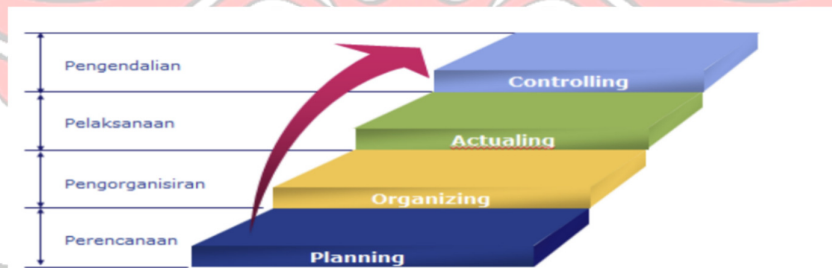 Pengendalian
Controlling
Pelaksanaan
Actualing
Pengorganisiran
Organizing
Perencanaan
Planning